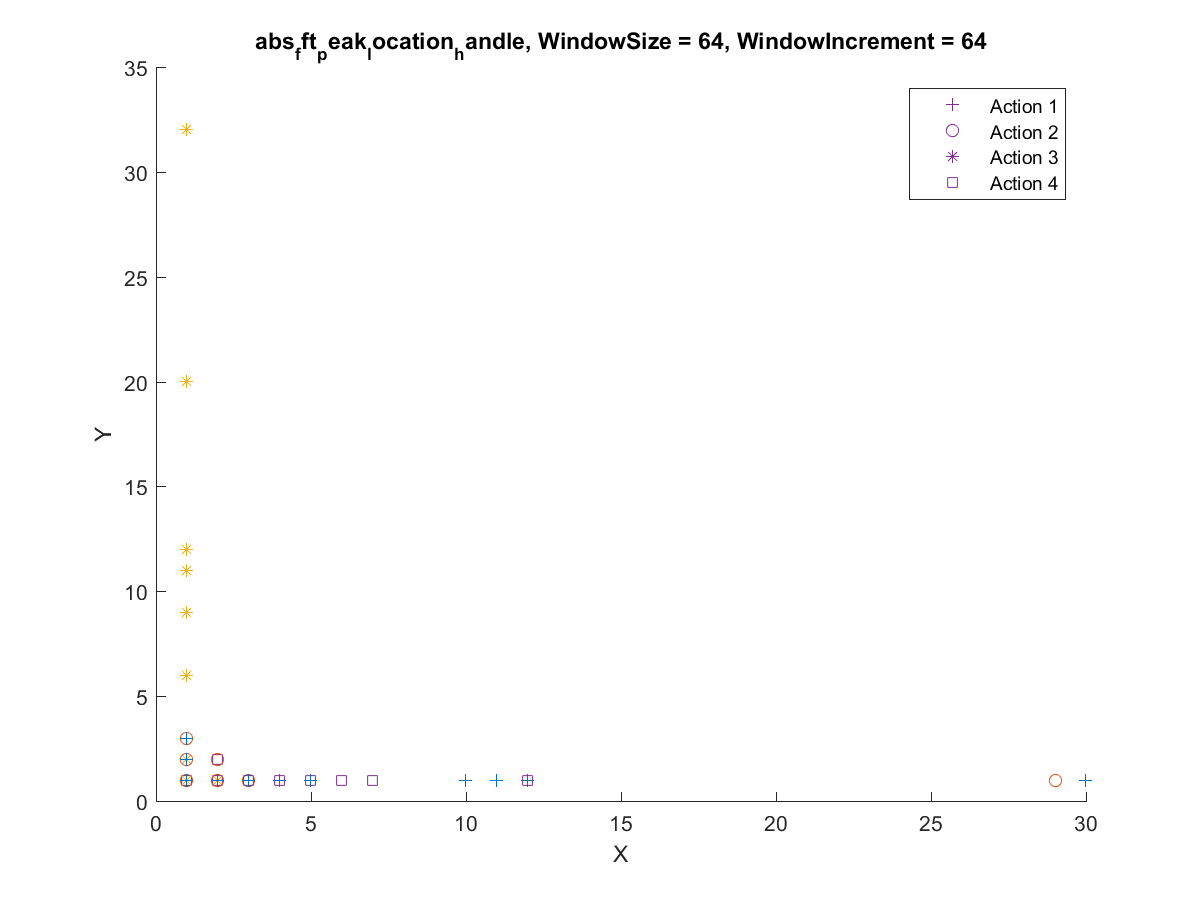 abs_fft_peak_location_handle, WindowSize = 64, WindowIncrement = 64
Action 1
Action 2
Action 3
Action 4
35
30
25
20
15
10
5
0
Y
0 5 10 15 20 25 30
X